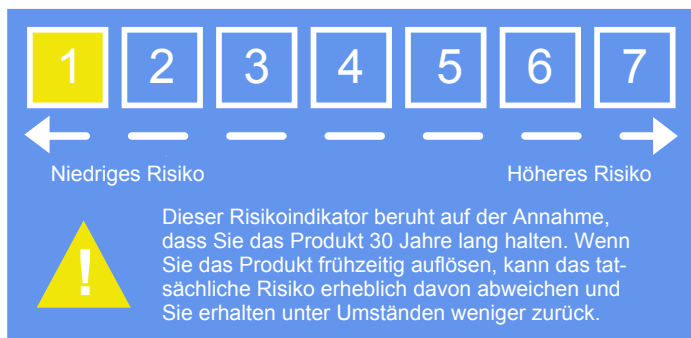 1 2 3 4 5 6 7
Niedriges Risiko Höheres Risiko
Dieser Risikoindikator beruht auf der Annahme,
dass Sie das Produkt 30 Jahre lang halten. Wenn
Sie das Produkt frühzeitig auflösen, kann das tat-
sächliche Risiko erheblich davon abweichen und
Sie erhalten unter Umständen weniger zurück.
!